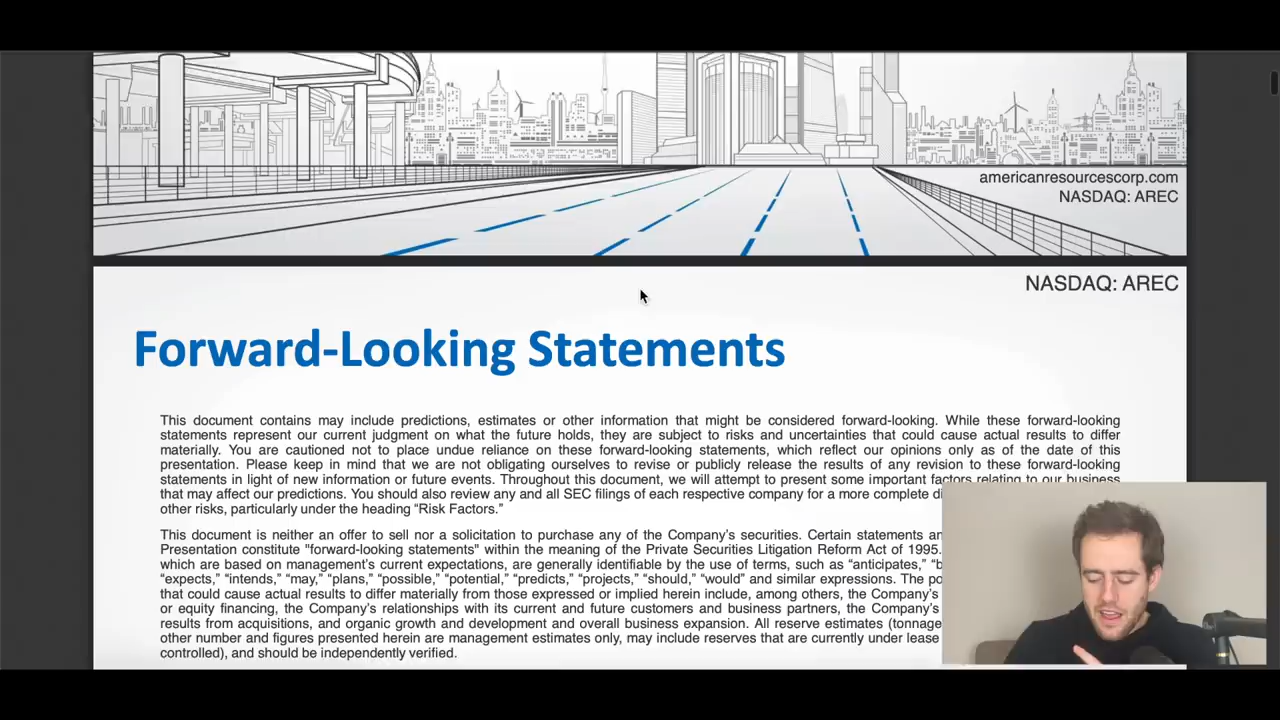 americanresourcescorp.com
NASDAQ: AREC
NASDAQ: AREC
Forward-Looking Statements
This document contains may include predictions, estimates or other information that might be considered forward-looking. While these forward-looking
statements represent our current judgment on what the future holds, they are subject to risks and uncertainties that could cause actual results to differ
materially. You are cautioned not to place undue reliance on these forward-looking statements, which reflect our opinions only as of the date of this
presentation. Please keep in mind that we are not obligating ourselves to revise or publicly release the results of any revision to these forward-looking
statements in light of new information or future events. Throughout this document, we will attempt to present some important factors relating to our business
that may affect our predictions. You should also review any and all SEC filings of each respective company for a more complete
other risks, particularly under the heading “Risk Factors.”
This document is neither an offer to sell nor a solicitation to purchase any of the Company’s securities. Certain statements
Presentation constitute "forward-looking statements" within the meaning of the Private Securities Litigation Reform Act of 1995.
which are based on management’s current expectations, are generally identifiable by the use of terms, such as “anticipates,”
“expects,” “intends,” “may,” “plans,” “possible,” “potential,” “predicts,” “projects,” “should,” “would” and similar expressions. The
that could cause actual results to differ materially from those expressed or implied herein include, among others, the Company’s
or equity financing, the Company’s relationships with its current and future customers and business partners, the Company’s
results from acquisitions, and organic growth and development and overall business expansion. All reserve estimates (tonnage
other number and figures presented herein are management estimates only, may include reserves that are currently under lease
controlled), and should be independently verified.